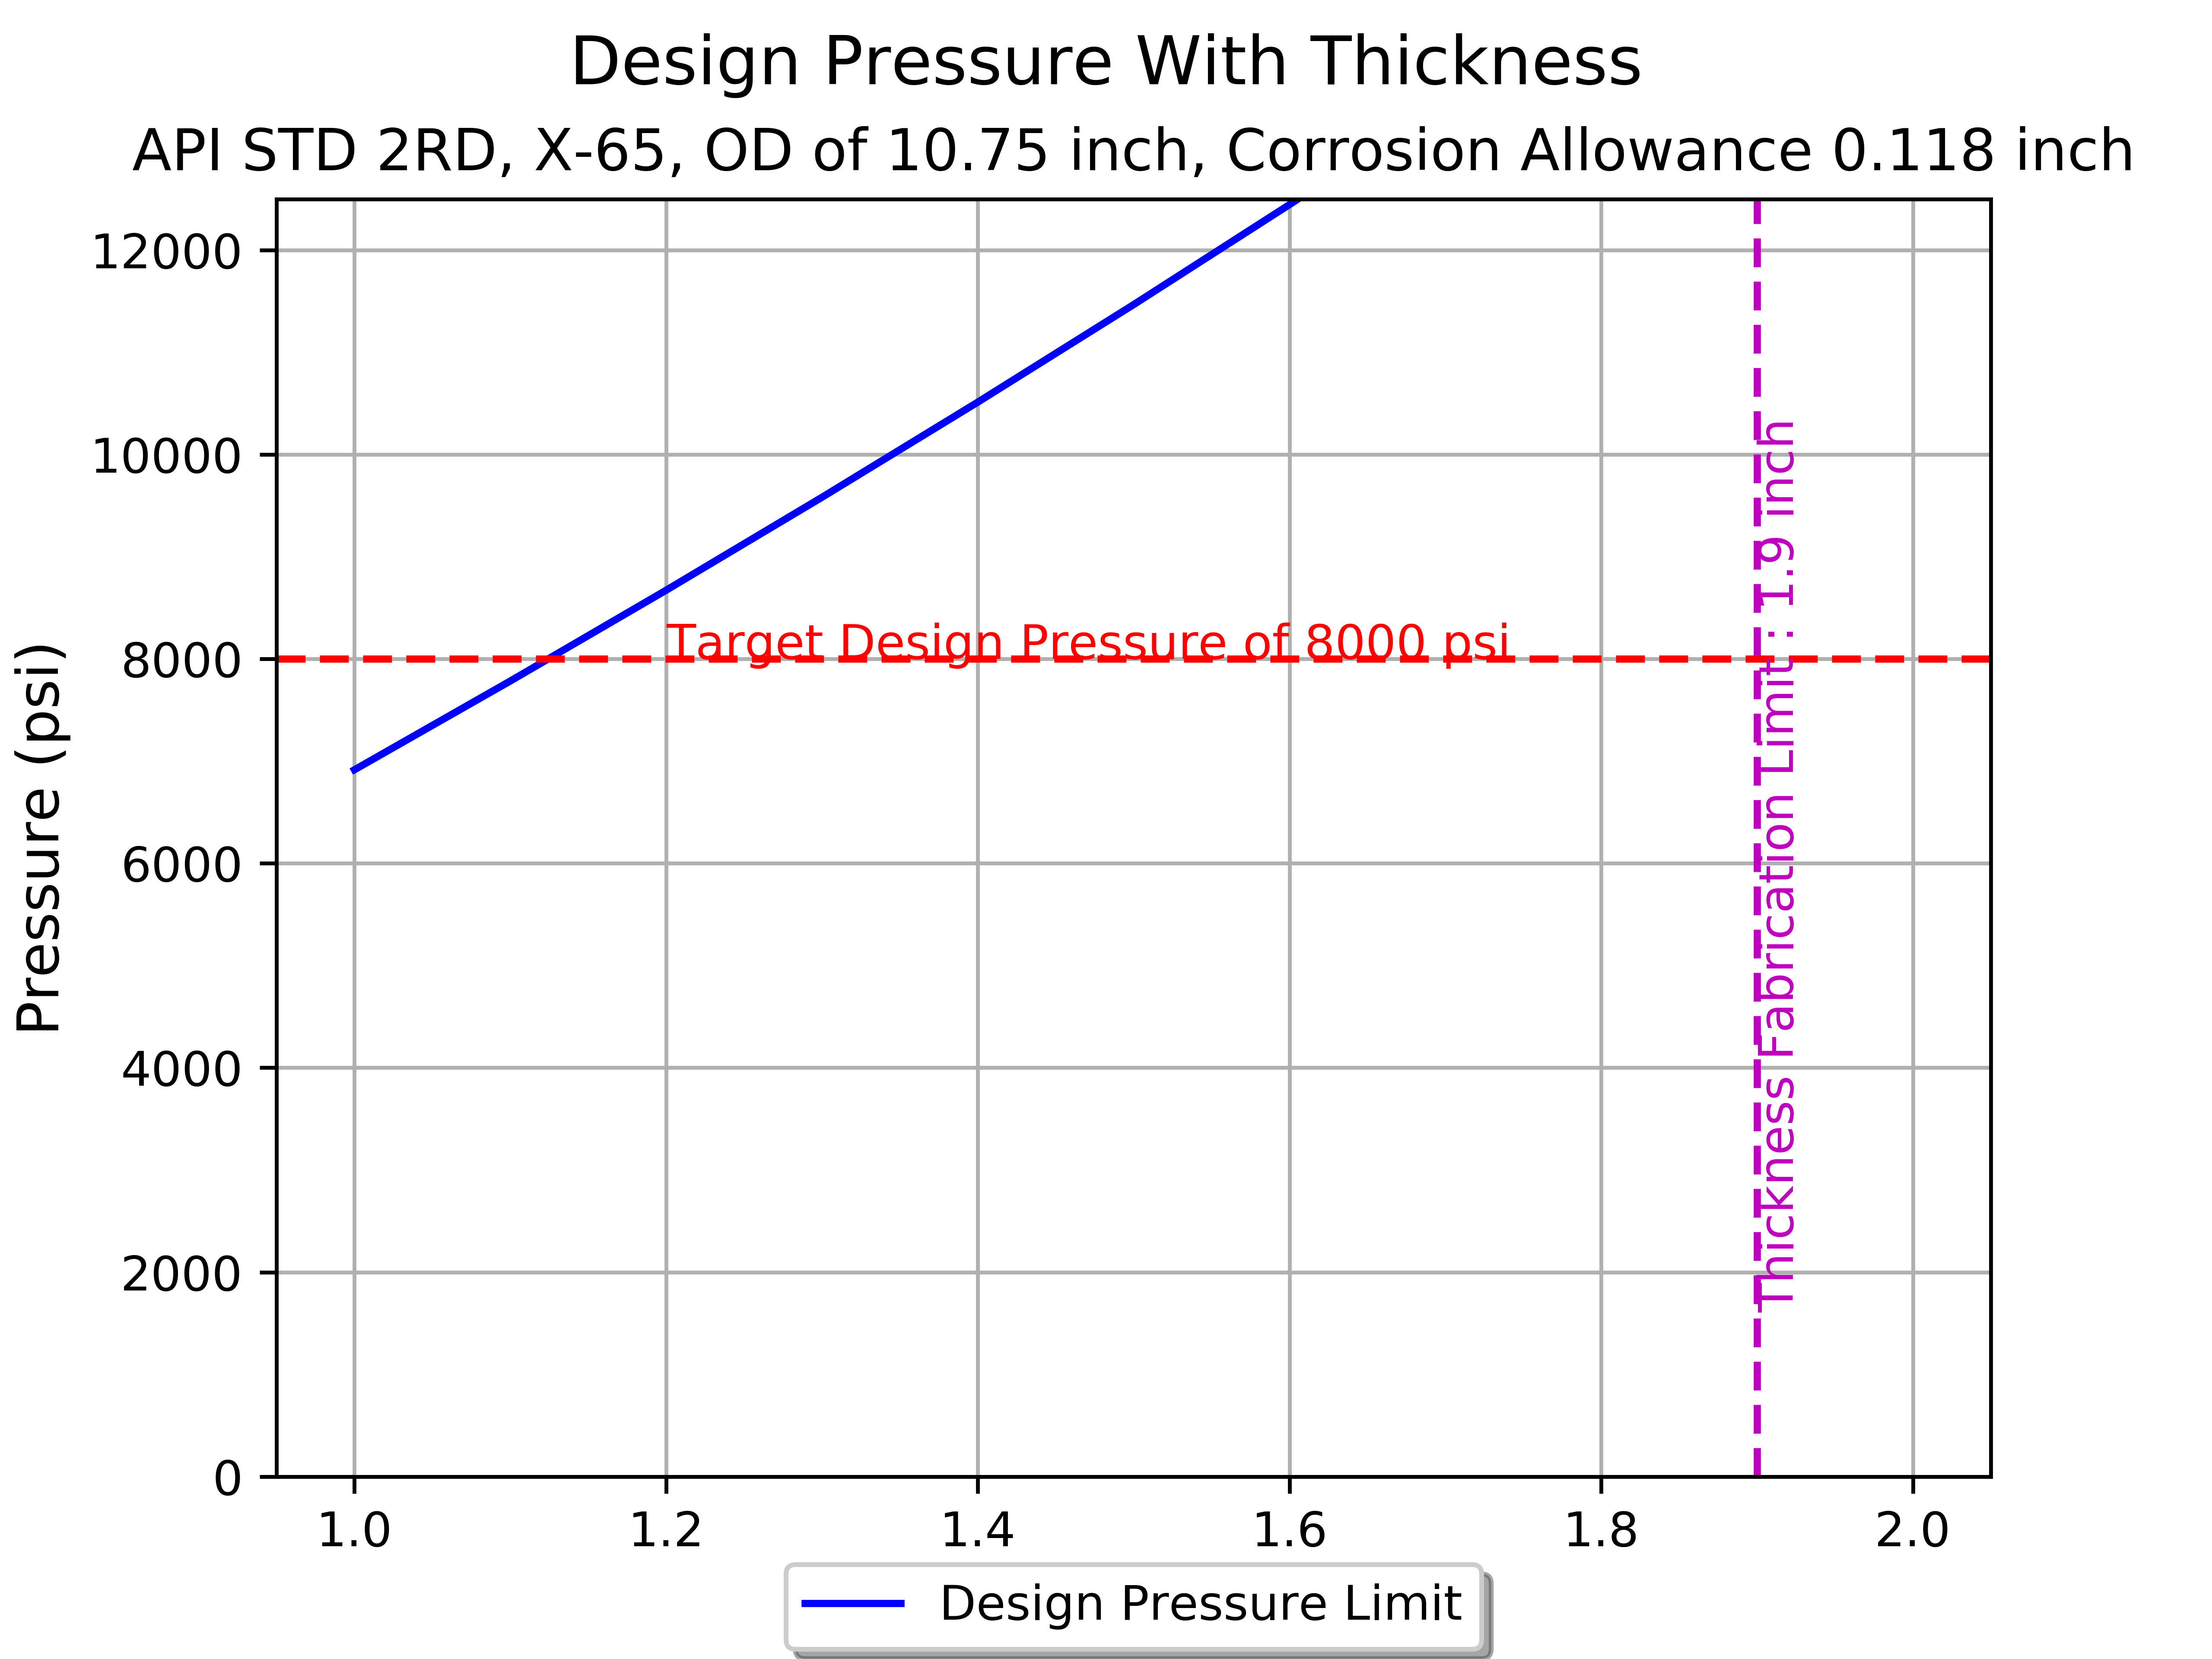 Design Pressure With Thickness
API STD 2RD, X-65, OD of 10.75 inch, Corrosion Allowance 0.118 inch
Pressure (psi)
12000
10000
8000
6000
4000
2000
0
Target Design Pressure of 8000 psi
Thickness Fabrication Limit : 1.9 inch
1.0 1.2 1.4 1.6 1.8 2.0
Design Pressure Limit